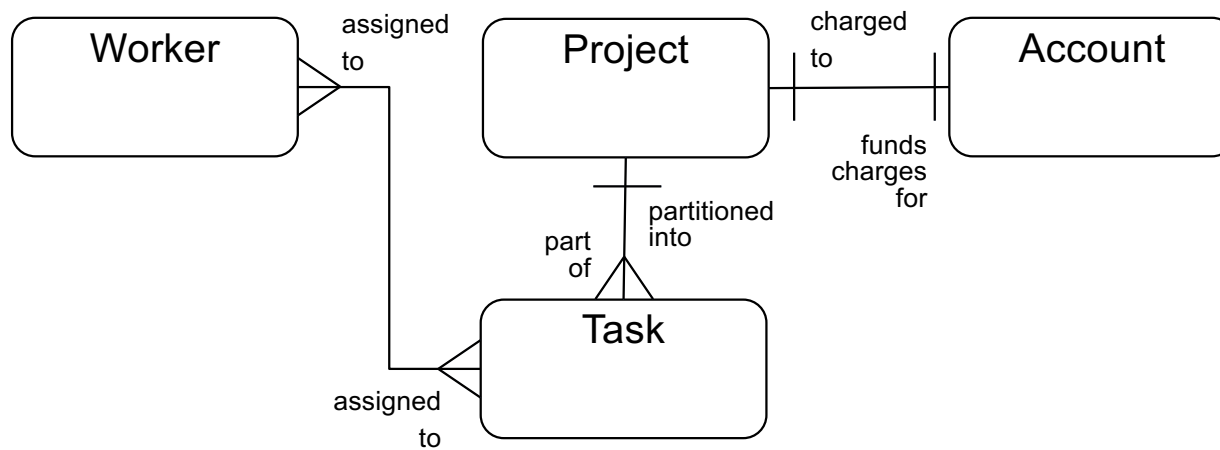 Worker
assigned
to
Project
charged
to
Account
funds
charges
for
partitioned
into
part
of
Task
assigned
to